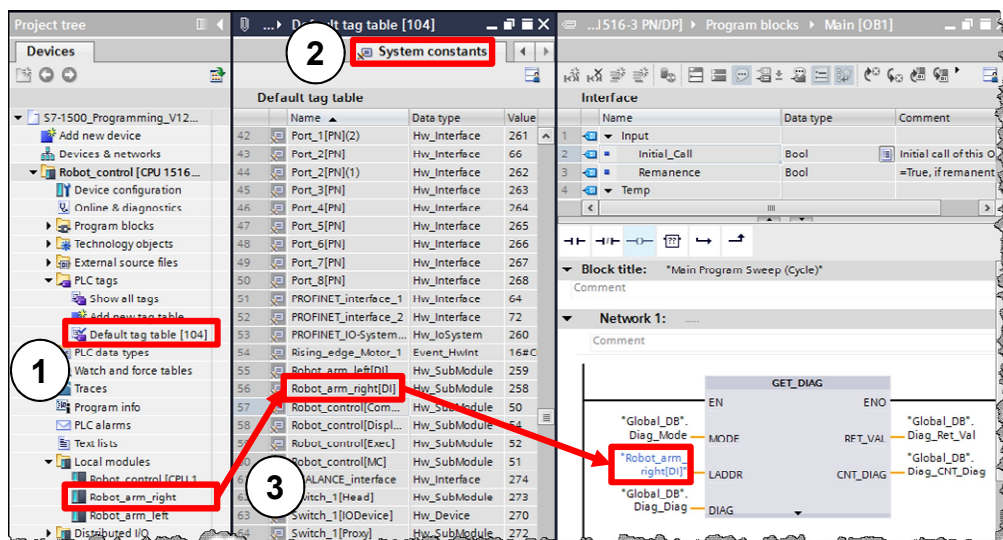 Project tree
Devices
S7-1500_Programming_V12...
Add new device
Devices & networks
Robot_control [CPU 1516...
Device configuration
Online & diagnostics
Program blocks
Technology objects
External source files
PLC tags
Show all tags
Add new tag table
Default tag table [104]
PLC data types
Watch and force tables
Traces
Program info
PLC alarms
Text lists
Local modules
Robot_control [CPU 1...
Robot_arm_right
Robot_arm_left
Distributed I/O
1
...▸ Default tag table [104]
2
System constants
Default tag table
Name Data type Value
42 Port_1[PN](2) Hw_Interface 261
43 Port_2[PN] Hw_Interface 66
44 Port_2[PN](1) Hw_Interface 262
45 Port_3[PN] Hw_Interface 263
46 Port_4[PN] Hw_Interface 264
47 Port_5[PN] Hw_Interface 265
48 Port_6[PN] Hw_Interface 266
49 Port_7[PN] Hw_Interface 267
50 Port_8[PN] Hw_Interface 268
51 PROFINET_interface_1 Hw_Interface 64
52 PROFINET_interface_2 Hw_Interface 72
53 PROFINET_IO-System... Hw_IoSystem 260
54 Rising_edge_Motor_1 Event_HwInt 16#C
55 Robot_arm_left[DI] Hw_SubModule 259
56 Robot_arm_right[DI] Hw_SubModule 258
57 Robot_control[Com... Hw_SubModule 50
58 Robot_control[Displ... Hw_SubModule 54
59 Robot_control[Exec] Hw_SubModule 52
Robot_control[MC] Hw_SubModule 51
ALANCE_interface Hw_Interface 274
witch_1[Head] Hw_SubModule 273
63 Switch_1[IODevice] Hw_Device 270
64 Switch_1[Proxy] Hw_SubModule 272
3
...J516-3 PN/DP] ▸ Program blocks ▸ Main [OB1]
Interface
Name Data type Comment
1 Input
2 Initial_Call Bool Initial call of this O
3 Remanence Bool =True, if remanent
4 Temp
Block title: "Main Program Sweep (Cycle)"
Comment
Network 1: .....
Comment
GET_DIAG
EN ENO
"Global_DB".
Diag_Mode MODE
"Robot_arm_
right[DI]" LADDR
"Global_DB".
Diag_Diag DIAG
"Global_DB".
RET_VAL Diag_Ret_Val
"Global_DB".
CNT_DIAG Diag_CNT_Diag